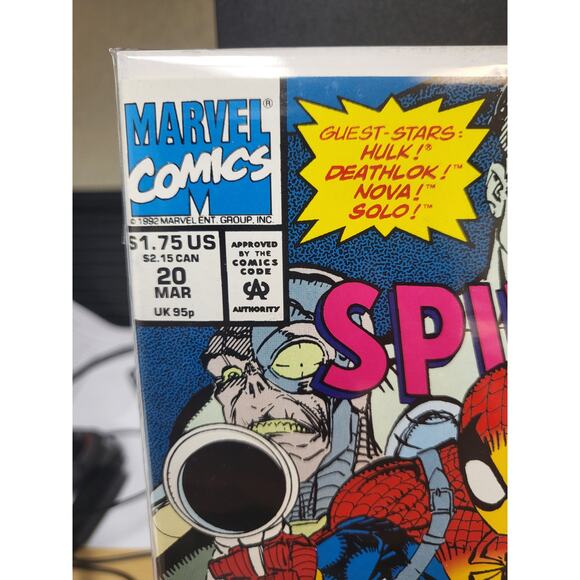 MARVEL®
COMICS
M
© 1992 MARVEL ENT. GROUP, INC.
$1.75 US
$2.15 CAN
20
MAR
UK 95p
APPROVED
BY THE
COMICS
CODE
CA
AUTHORITY
GUEST-STARS:
HULK!®
DEATHLOK!™
NOVA!™
SOLO!™
SPI